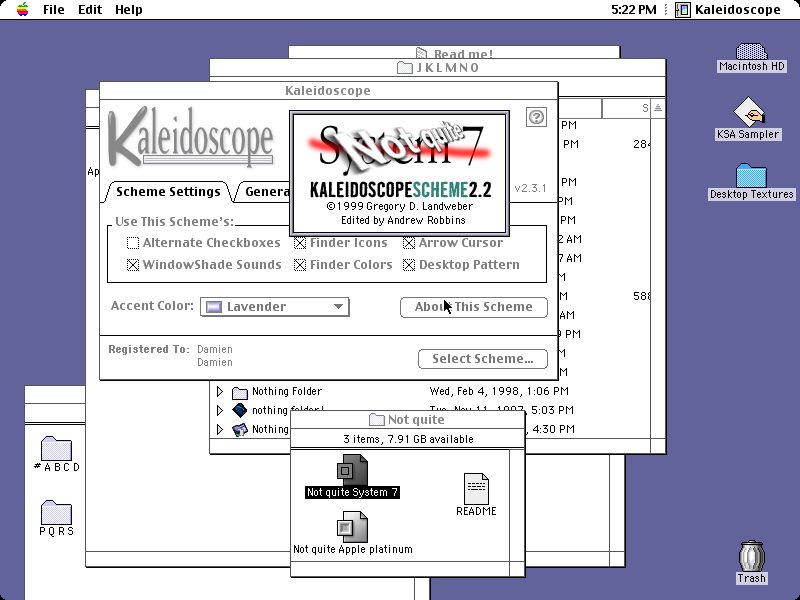 File Edit Help
5:22 PM
Kaleidoscope
Read me!
JKLMNO
Kaleidoscope
Macintosh HD
KSA Sampler
Desktop Textures
Kaleidoscope
System 7
Not quite
KALEIDOSCOPESCHEME2.2
©1999 Gregory D. Landweber
Edited by Andrew Robbins
v2.3.1
Scheme Settings
Genera
Use This Scheme's:
Alternate Checkboxes
Finder Icons
Arrow Cursor
WindowShade Sounds
Finder Colors
Desktop Pattern
Accent Color:
Lavender
About This Scheme
Registered To: Damien
Damien
Select Scheme...
Ap
S
PM
PM 284
PM
PM
2 AM
7 AM
M
M 588
AM
9 PM
M
M
Nothing Folder Wed, Feb 4, 1998, 1:06 PM
nothing folder! Tue, Nov 11, 1997, 5:03 PM
Nothing , 4:30 PM
Not quite
3 items, 7.91 GB available
Not quite System 7
README
Not quite Apple platinum
#ABCD
PQRS
Trash